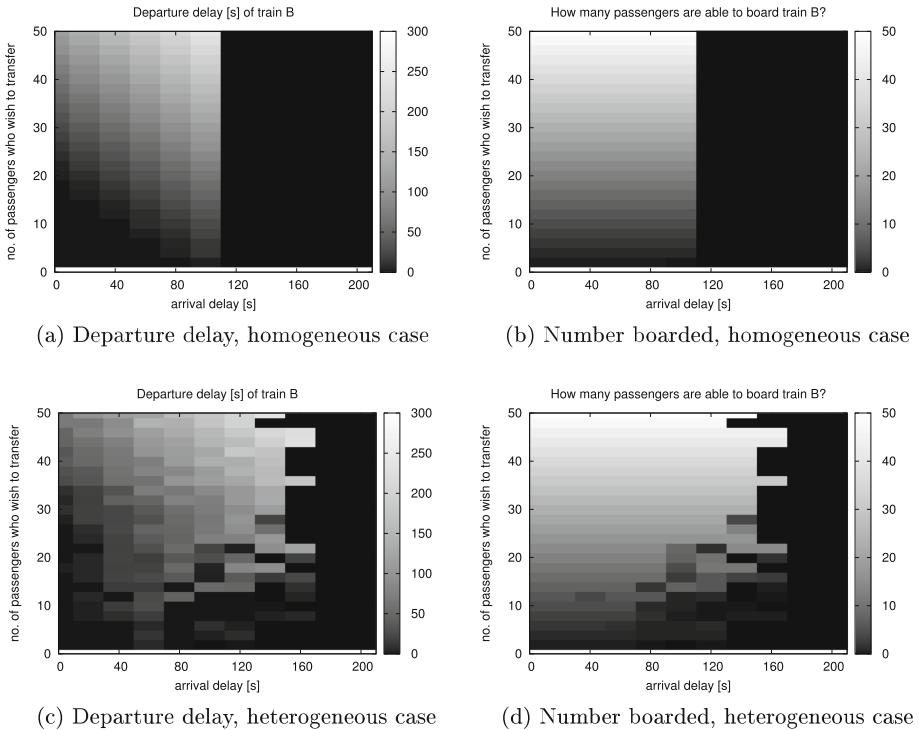 Departure delay [s] of train B
How many passengers are able to board train B?
no. of passengers who wish to transfer
50
40
30
20
10
0
0 40 80 120 160 200
arrival delay [s]
300
250
200
150
100
50
0
no. of passengers who wish to transfer
50
40
30
20
10
0
0 40 80 120 160 200
arrival delay [s]
50
40
30
20
10
0
(a) Departure delay, homogeneous case
(b) Number boarded, homogeneous case
Departure delay [s] of train B
How many passengers are able to board train B?
no. of passengers who wish to transfer
50
40
30
20
10
0
0 40 80 120 160 200
arrival delay [s]
300
250
200
150
100
50
0
no. of passengers who wish to transfer
50
40
30
20
10
0
0 40 80 120 160 200
arrival delay [s]
50
40
30
20
10
0
(c) Departure delay, heterogeneous case
(d) Number boarded, heterogeneous case